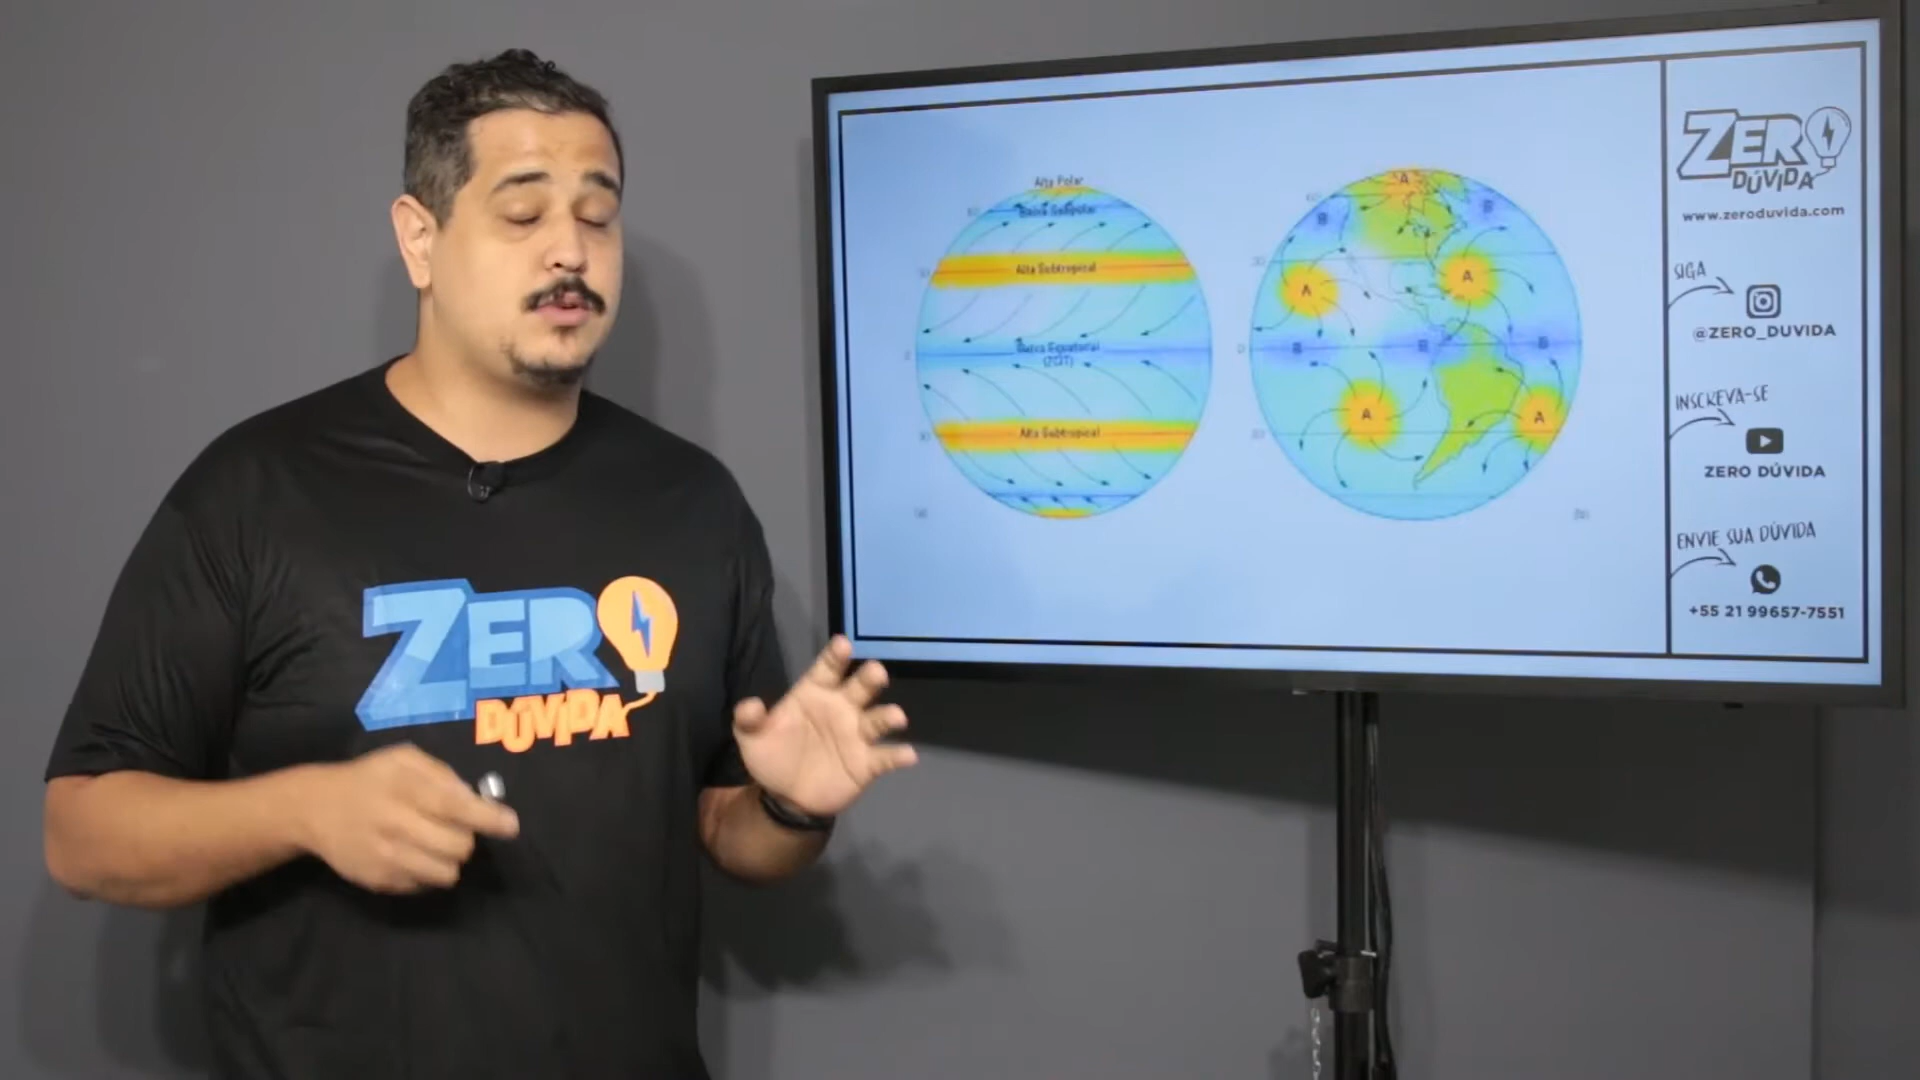 ZERO
DÚVIDA
Alta Polar
Baixa Subpolar
Alta Subtropical
Baixa Equatorial
(ZCIT)
Alta Subtropical
A
B
B
A
A
B
B
B
A
A
ZERO
DÚVIDA
www.zeroduvida.com
SIGA
@ZERO_DUVIDA
INSCREVA-SE
ZERO DÚVIDA
ENVIE SUA DÚVIDA
+55 21 99657-7551